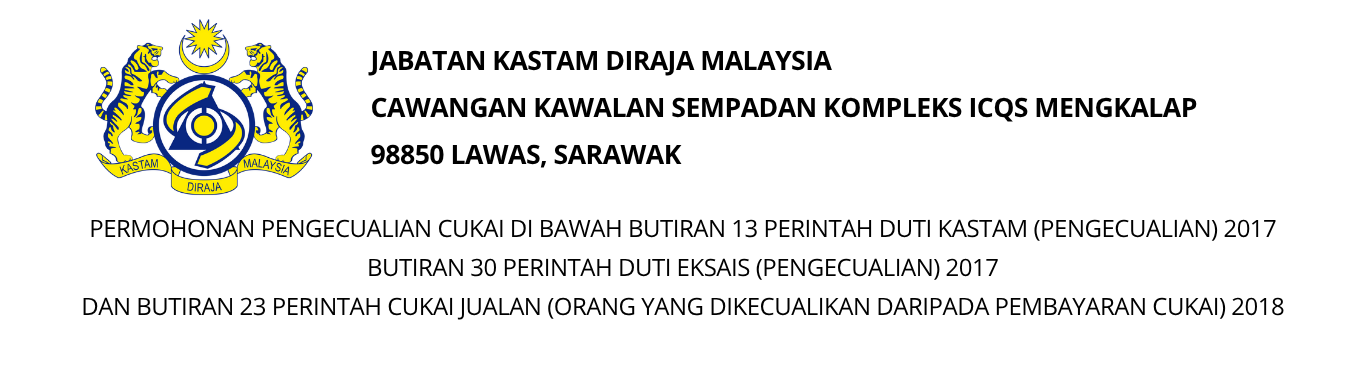 JABATAN KASTAM DIRAJA MALAYSIA
CAWANGAN KAWALAN SEMPADAN KOMPLEKS ICQS MENGKALAP
98850 LAWAS, SARAWAK
KASTAM DIRAJA MALAYSIA
PERMOHONAN PENGECUALIAN CUKAI DI BAWAH BUTIRAN 13 PERINTAH DUTI KASTAM (PENGECUALIAN) 2017
BUTIRAN 30 PERINTAH DUTI EKSAIS (PENGECUALIAN) 2017
DAN BUTIRAN 23 PERINTAH CUKAI JUALAN (ORANG YANG DIKECUALIKAN DARIPADA PEMBAYARAN CUKAI) 2018